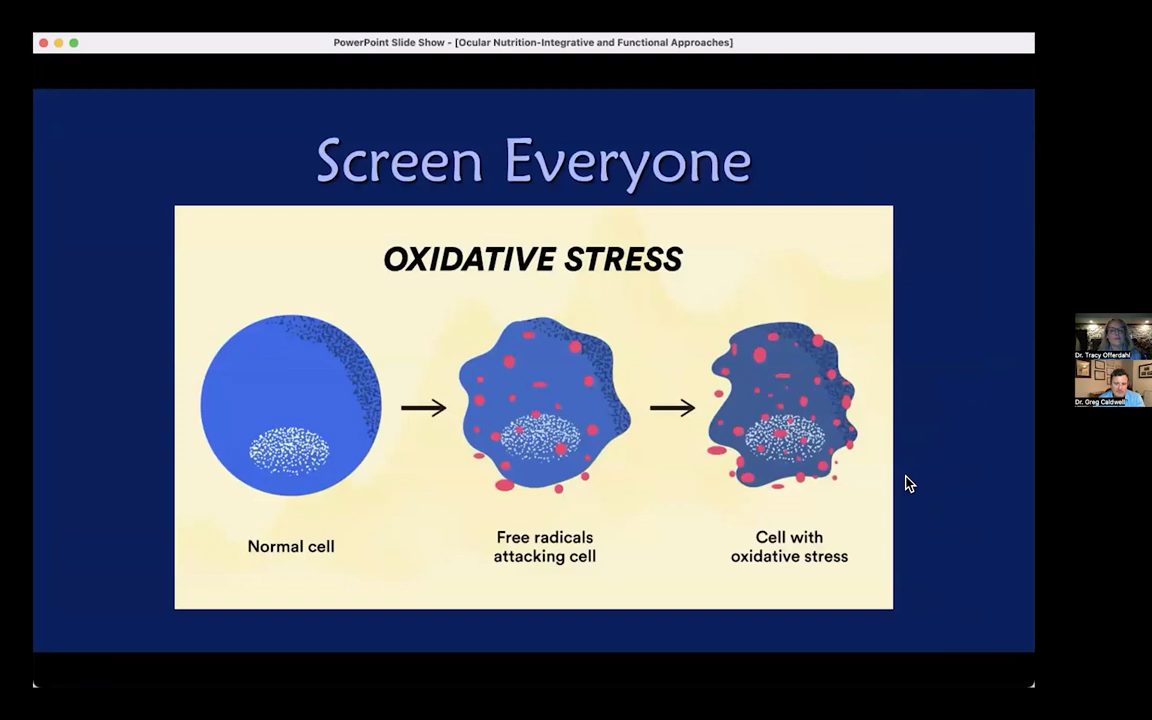 PowerPoint Slide Show - [Ocular Nutrition-Integrative and Functional Approaches]
Screen Everyone
OXIDATIVE STRESS
Normal cell
Free radicals
attacking cell
Cell with
oxidative stress
Dr. Tracy Offerdahl
Dr. Greg Caldwell